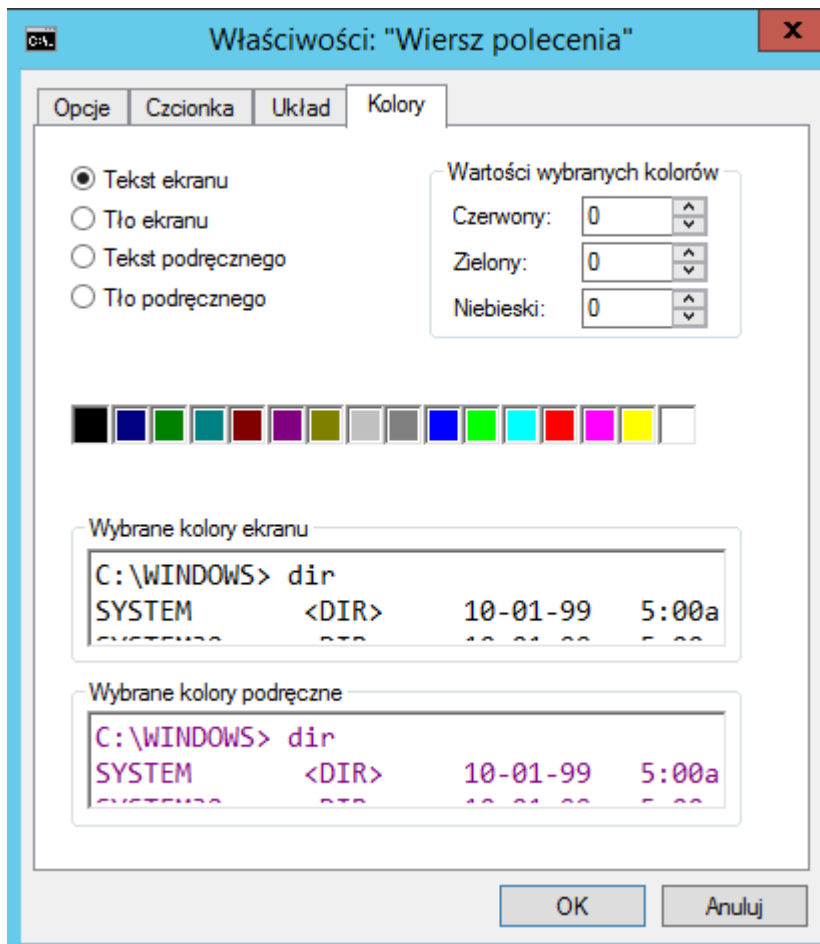 C:\.
Właściwości: "Wiersz polecenia"
x
Opcje Czcionka Układ Kolory
Tekst ekranu
Tło ekranu
Tekst podręcznego
Tło podręcznego
Wartości wybranych kolorów
Czerwony: 0
Zielony: 0
Niebieski: 0
Wybrane kolory ekranu
C:\WINDOWS> dir
SYSTEM <DIR> 10-01-99 5:00a
Wybrane kolory podręczne
C:\WINDOWS> dir
SYSTEM <DIR> 10-01-99 5:00a
OK Anuluj